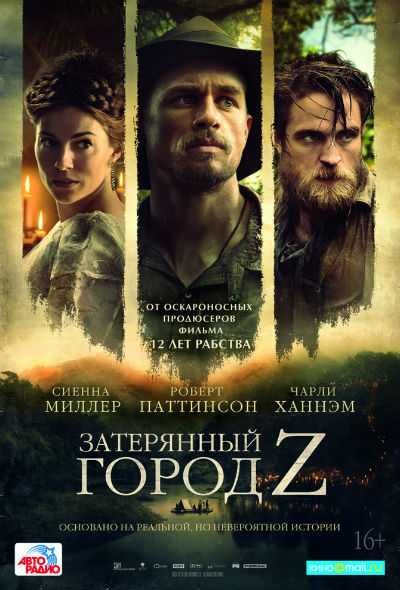 ОТ ОСКАРОНОСНЫХ
ПРОДЮСЕРОВ
ФИЛЬМА
12 ЛЕТ РАБСТВА
СИЕННА РОБЕРТ ЧАРЛИ
МИЛЛЕР ПАТТИНСОН ХАННЭМ
ЗАТЕРЯННЫЙ
ГОРОД Z
ОСНОВАНО НА РЕАЛЬНОЙ, НО НЕВЕРОЯТНОЙ ИСТОРИИ
16+
АВТО
РАДИО
кино@mail.ru